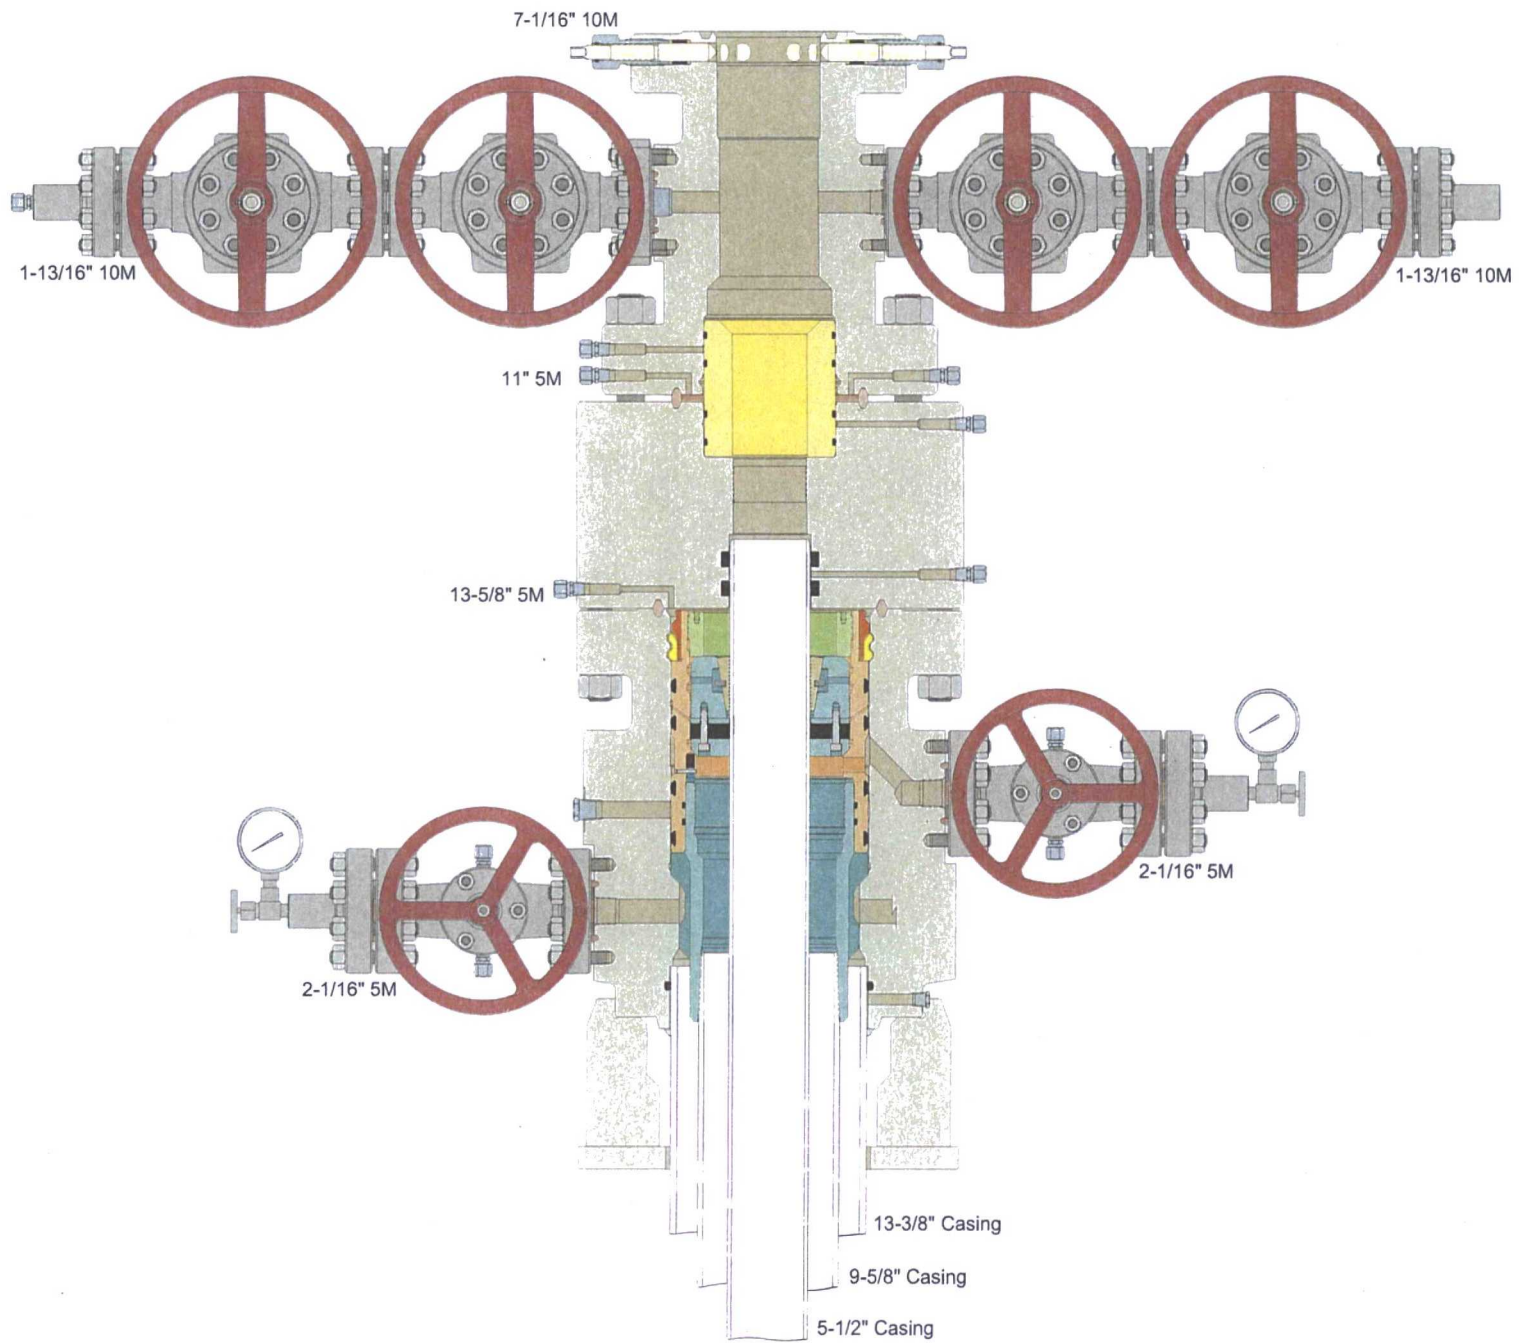 7-1/16" 10M
1-13/16" 10M
1-13/16" 10M
11" 5M
13-5/8" 5M
2-1/16" 5M
2-1/16" 5M
13-3/8" Casing
9-5/8" Casing
5-1/2" Casing